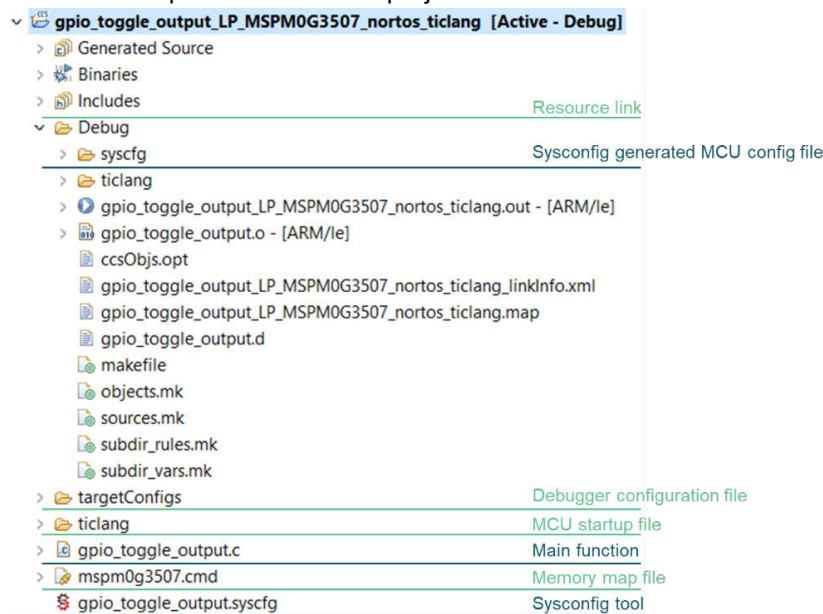 gpio_toggle_output_LP_MSPM0G3507_nortos_ticlang [Active - Debug]
Generated Source
Binaries
Includes
Resource link
Debug
syscfg
Sysconfig generated MCU config file
ticlang
gpio_toggle_output_LP_MSPM0G3507_nortos_ticlang.out - [ARM/le]
gpio_toggle_output.o - [ARM/le]
ccsObjs.opt
gpio_toggle_output_LP_MSPM0G3507_nortos_ticlang_linkInfo.xml
gpio_toggle_output_LP_MSPM0G3507_nortos_ticlang.map
gpio_toggle_output.d
makefile
objects.mk
sources.mk
subdir_rules.mk
subdir_vars.mk
targetConfigs
Debugger configuration file
ticlang
MCU startup file
gpio_toggle_output.c
Main function
mspm0g3507.cmd
Memory map file
gpio_toggle_output.syscfg
Sysconfig tool